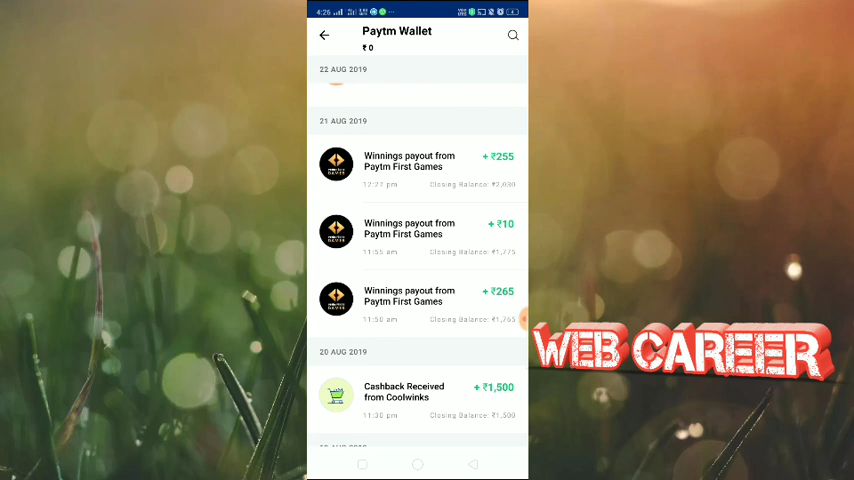 4:26
Paytm Wallet
₹ 0
22 AUG 2019
21 AUG 2019
Winnings payout from
Paytm First Games
+ ₹255
12:27 pm
Closing Balance: ₹2,030
Winnings payout from
Paytm First Games
+ ₹10
11:55 am
Closing Balance: ₹1,775
Winnings payout from
Paytm First Games
+ ₹265
11:50 am
Closing Balance: ₹1,765
WEB CAREER
20 AUG 2019
Cashback Received
from Coolwinks
+ ₹1,500
11:30 pm
Closing Balance: ₹1,500